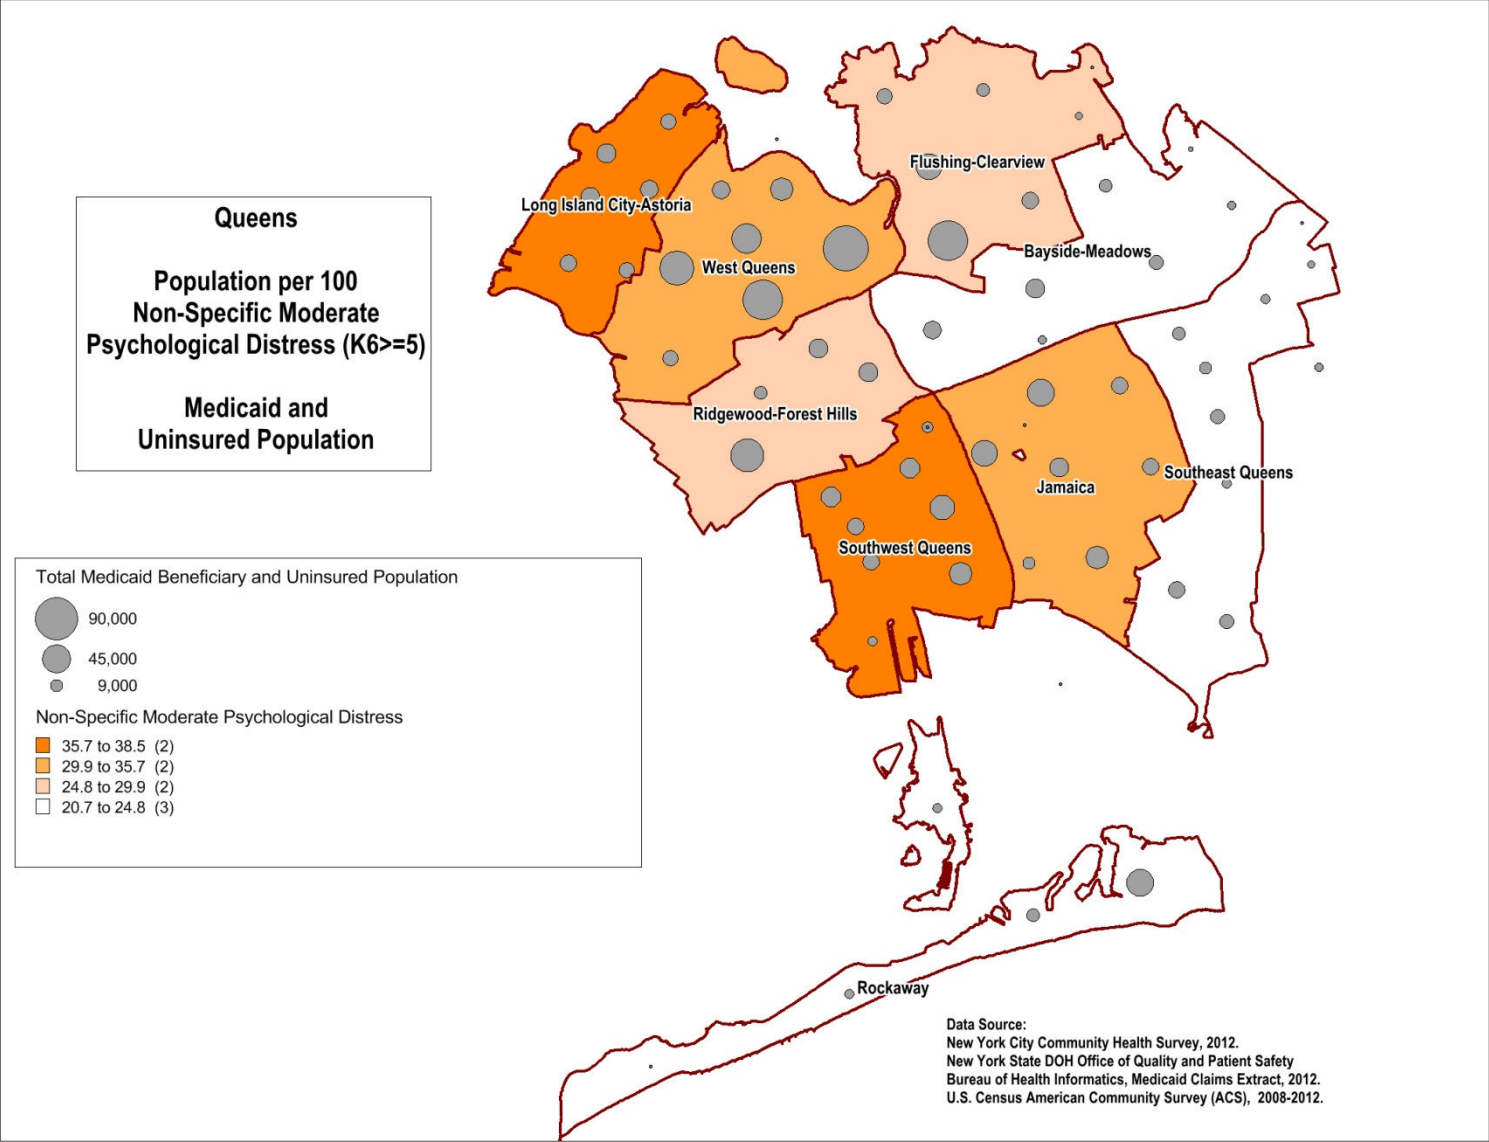 Queens
Population per 100
Non-Specific Moderate
Psychological Distress (K6>=5)
Medicaid and
Uninsured Population
Flushing-Clearview
Long Island City-Astoria
Bayside-Meadows
West Queens
Ridgewood-Forest Hills
Southeast Queens
Jamaica
Southwest Queens
Total Medicaid Beneficiary and Uninsured Population
90,000
45,000
9,000
Non-Specific Moderate Psychological Distress
35.7 to 38.5 (2)
29.9 to 35.7 (2)
24.8 to 29.9 (2)
20.7 to 24.8 (3)
Rockaway
Data Source:
New York City Community Health Survey, 2012.
New York State DOH Office of Quality and Patient Safety
Bureau of Health Informatics, Medicaid Claims Extract, 2012.
U.S. Census American Community Survey (ACS), 2008-2012.